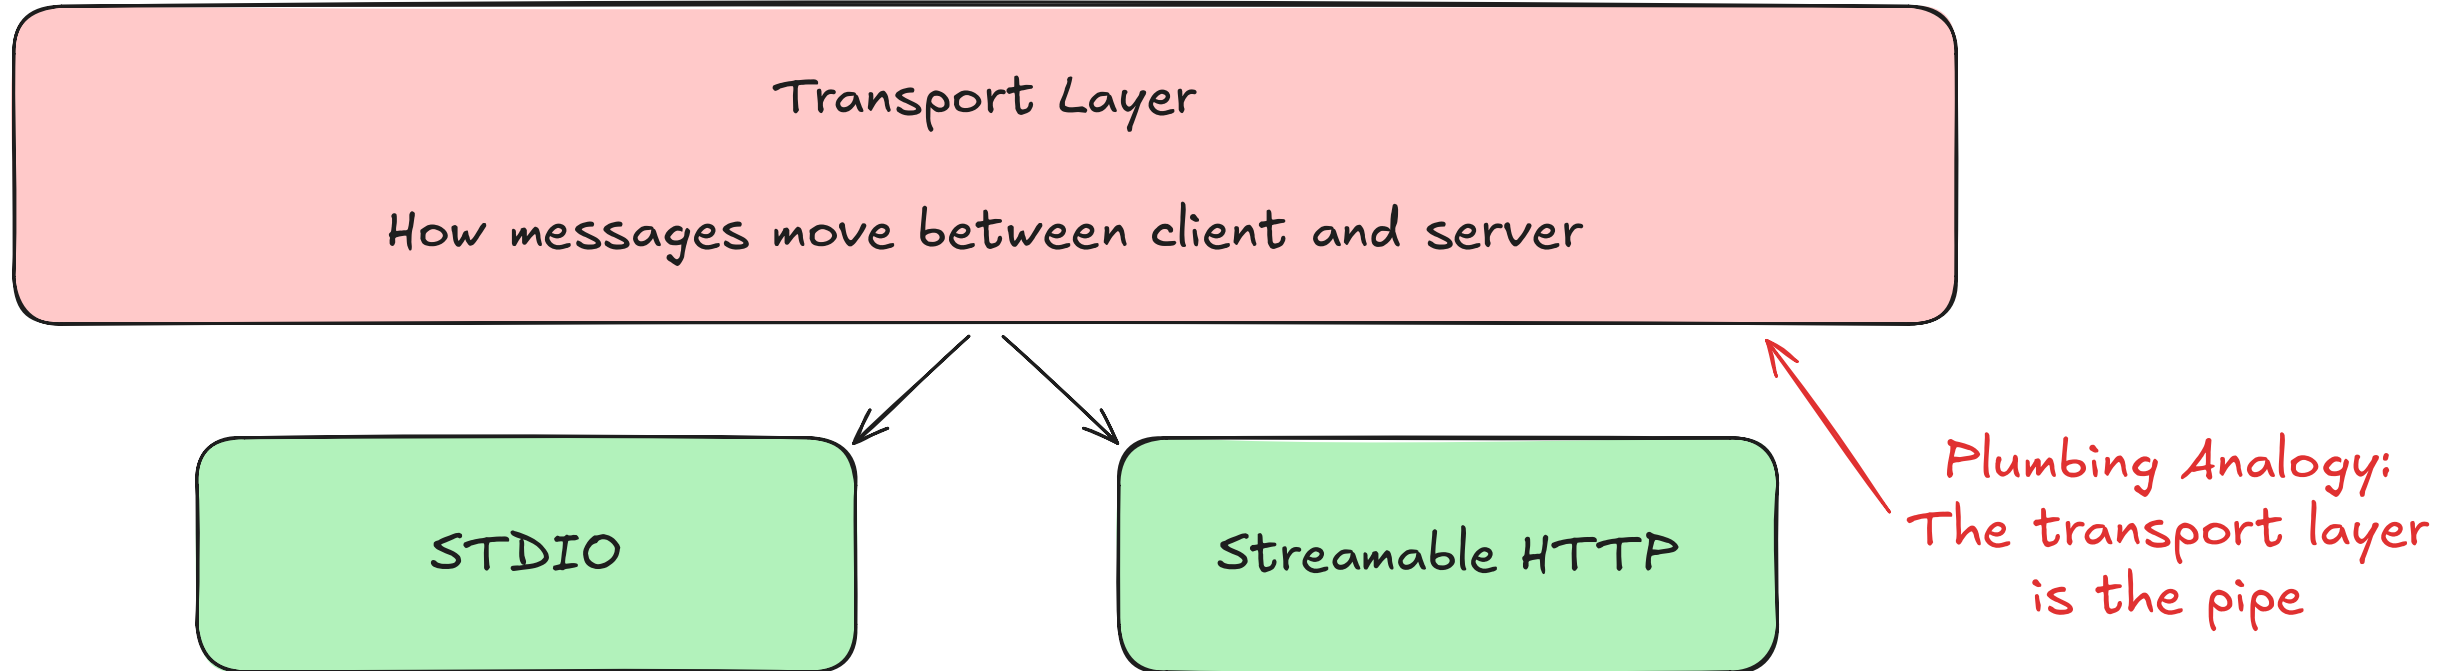 Transport Layer
How messages move between client and server
STDIO
Streamable HTTP
Plumbing Analogy:
The transport layer
is the pipe